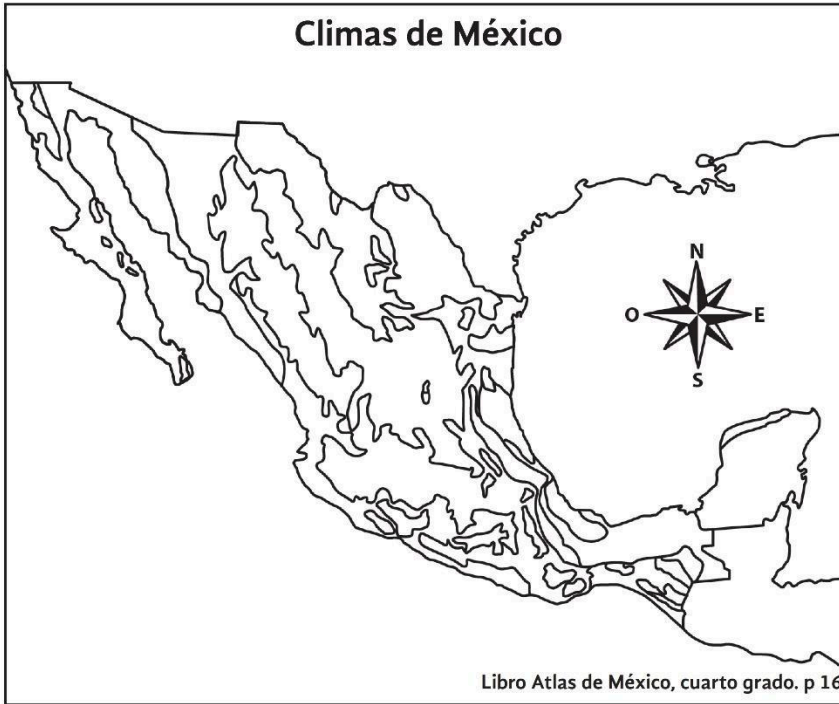 Climas de México
N
O E
S
Libro Atlas de México, cuarto grado. p 16